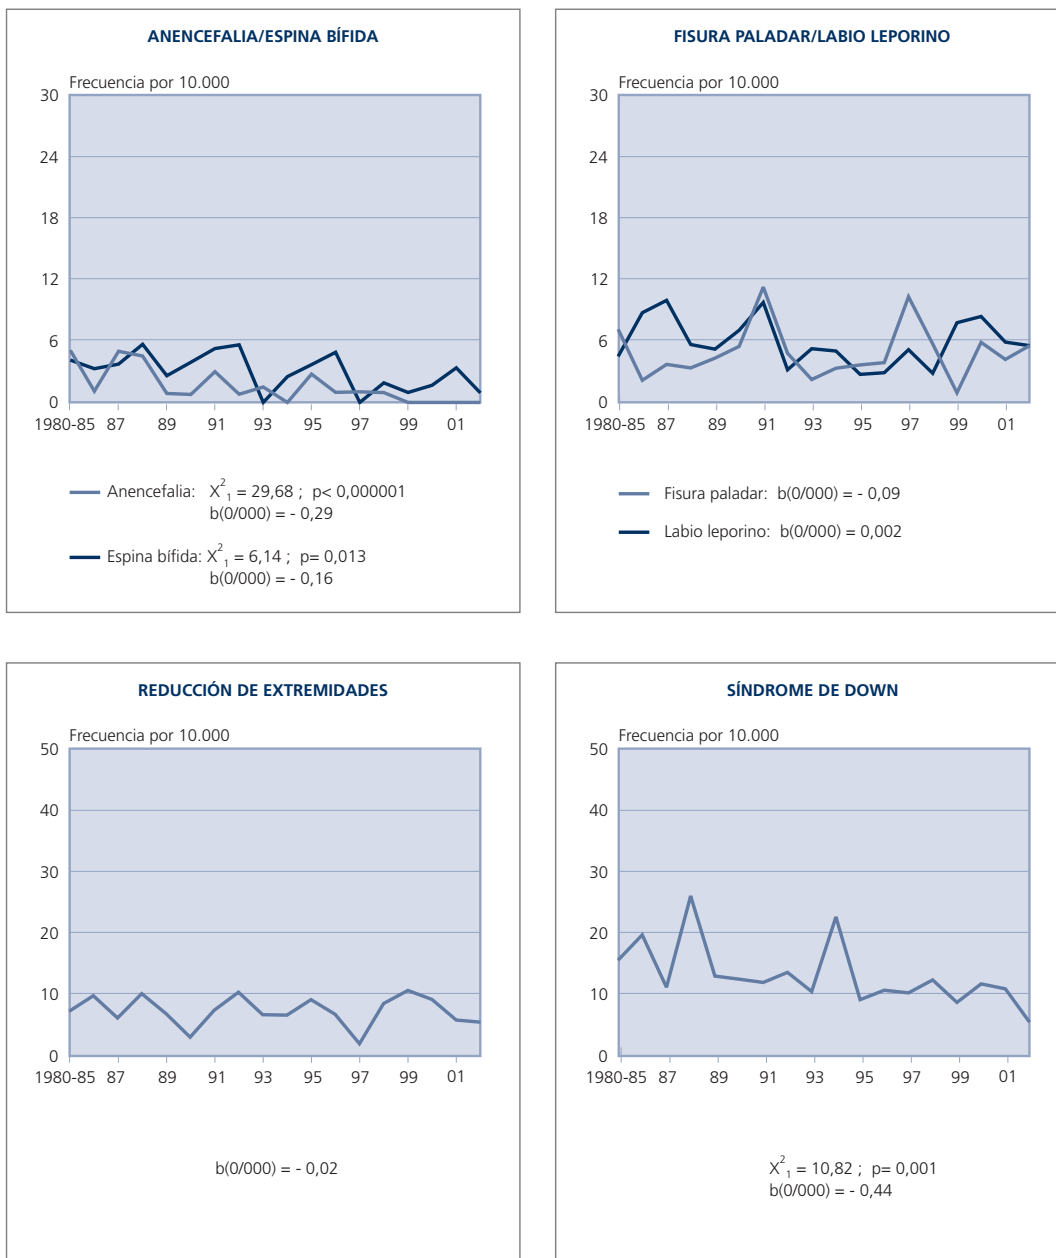 ANENCEFALIA/ESPINA BÍFIDA
Frecuencia por 10.000
30
24
18
12
6
0
1980-85 87 89 91 93 95 97 99 01
Anencefalia: X²₁ = 29,68 ; p< 0,000001
b(0/000) = - 0,29
Espina bífida: X²₁ = 6,14 ; p= 0,013
b(0/000) = - 0,16
FISURA PALADAR/LABIO LEPORINO
Frecuencia por 10.000
30
24
18
12
6
0
1980-85 87 89 91 93 95 97 99 01
Fisura paladar: b(0/000) = - 0,09
Labio leporino: b(0/000) = 0,002
REDUCCIÓN DE EXTREMIDADES
Frecuencia por 10.000
50
40
30
20
10
0
1980-85 87 89 91 93 95 97 99 01
b(0/000) = - 0,02
SÍNDROME DE DOWN
Frecuencia por 10.000
50
40
30
20
10
0
1980-85 87 89 91 93 95 97 99 01
X²₁ = 10,82 ; p= 0,001
b(0/000) = - 0,44